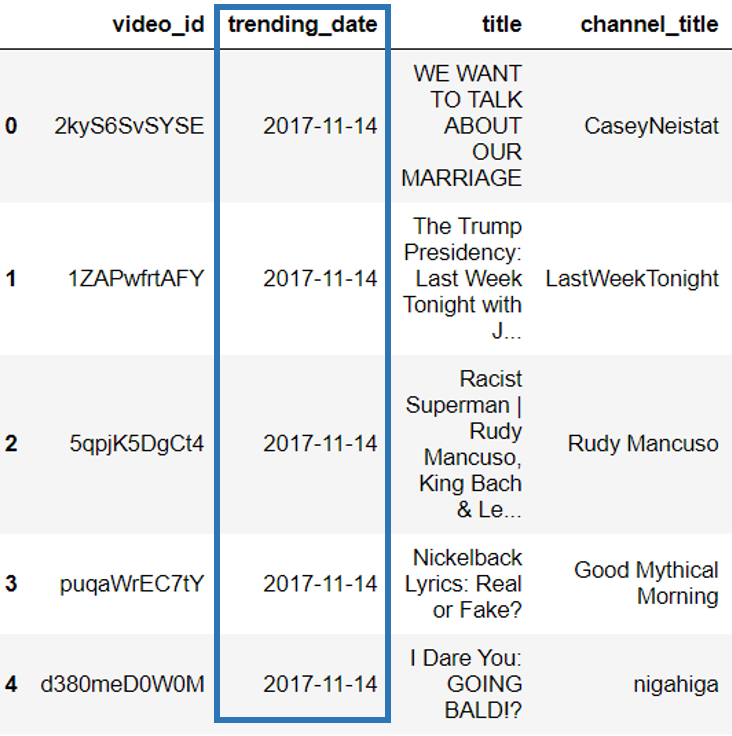 video_id trending_date title channel_title
0 2kyS6SvSYSE 2017-11-14 WE WANT TO TALK ABOUT OUR MARRIAGE CaseyNeistat
1 1ZAPwfrtAFY 2017-11-14 The Trump Presidency: Last Week Tonight with J... LastWeekTonight
2 5qpjK5DgCt4 2017-11-14 Racist Superman | Rudy Mancuso, King Bach & Le... Rudy Mancuso
3 puqaWrEC7tY 2017-11-14 Nickelback Lyrics: Real or Fake? Good Mythical Morning
4 d380meD0W0M 2017-11-14 I Dare You: GOING BALD!? nigahiga